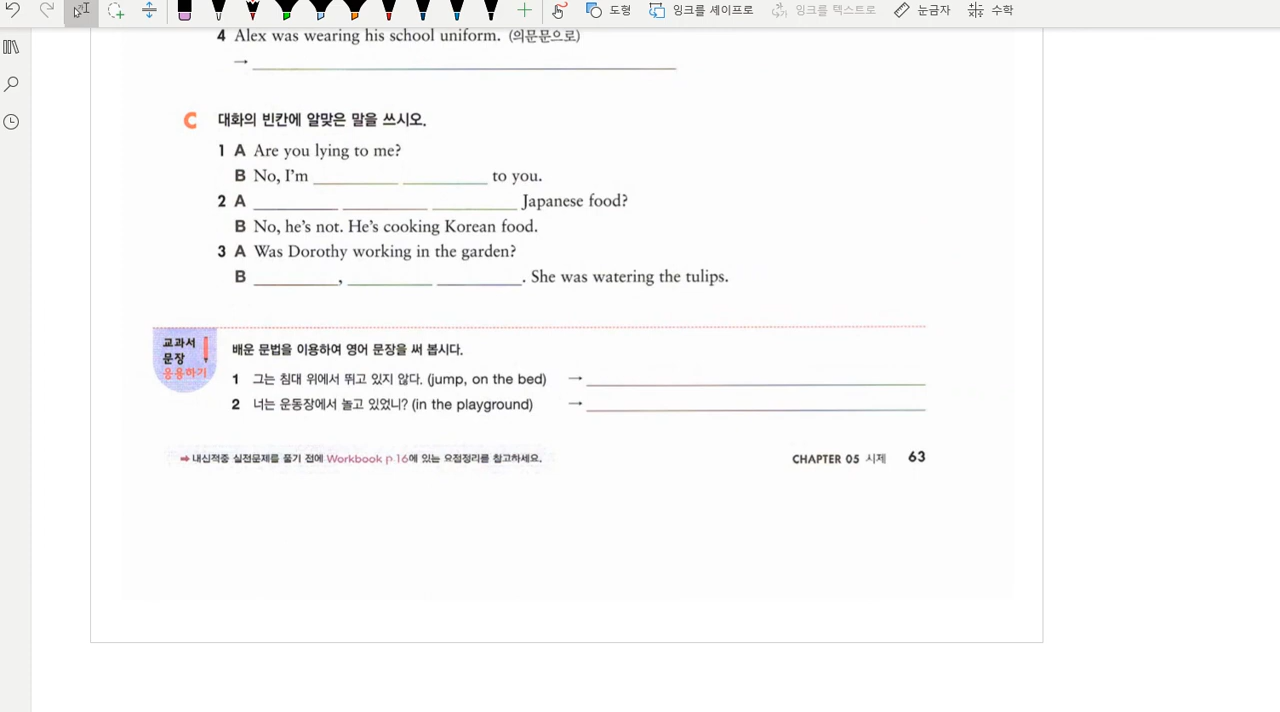 도형 잉크를 셰이프로 잉크를 텍스트로 눈금자 수학
4 Alex was wearing his school uniform. (의문문으로)
→
C 대화의 빈칸에 알맞은 말을 쓰시오.
1 A Are you lying to me?
B No, I'm ________ ________ to you.
2 A ________ ________ ________ Japanese food?
B No, he's not. He's cooking Korean food.
3 A Was Dorothy working in the garden?
B ________, ________ ________. She was watering the tulips.
교과서
문장
응용하기
배운 문법을 이용하여 영어 문장을 써 봅시다.
1 그는 침대 위에서 뛰고 있지 않다. (jump, on the bed) →
2 너는 운동장에서 놀고 있었니? (in the playground) →
➡ 내신적중 실전문제를 풀기 전에 Workbook p 16에 있는 요점정리를 참고하세요.
CHAPTER 05 시제 63